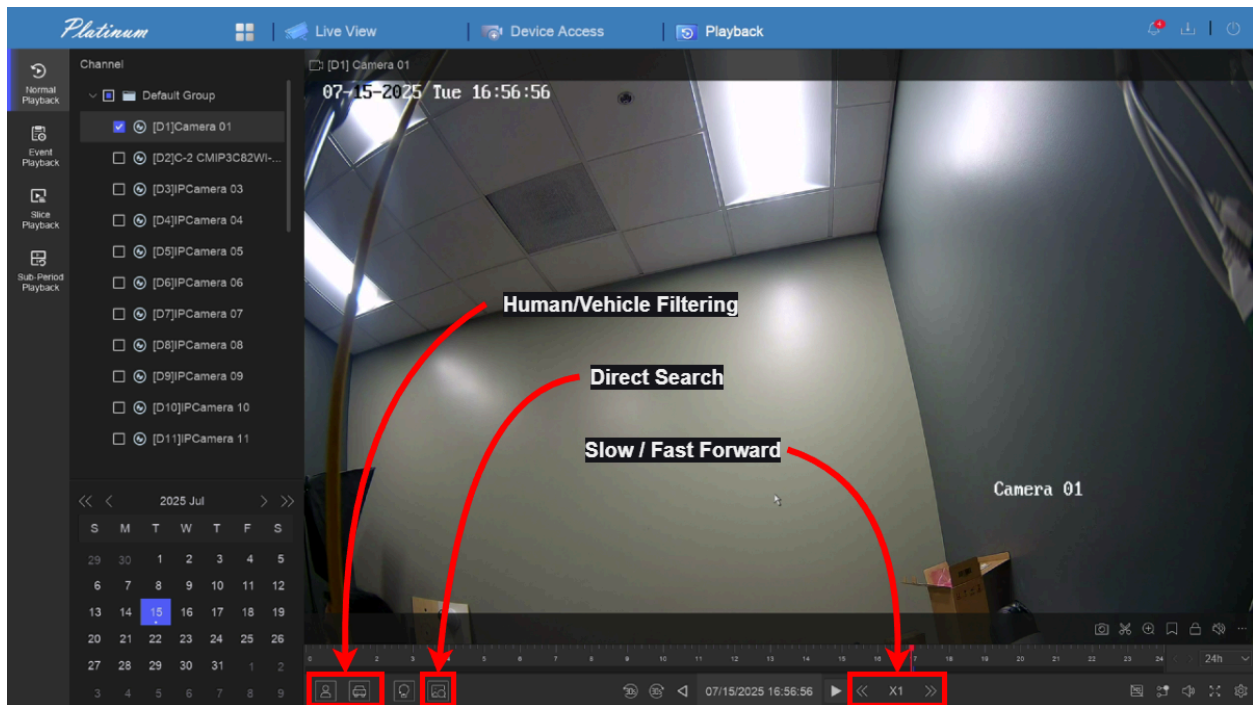 Platinum
Live View
Device Access
Playback
Normal
Playback
Event
Playback
Slice
Playback
Sub-Period
Playback
Channel
Default Group
[D1]Camera 01
[D2]C-2 CMIP3C82WI-...
[D3]IPCamera 03
[D4]IPCamera 04
[D5]IPCamera 05
[D6]IPCamera 06
[D7]IPCamera 07
[D8]IPCamera 08
[D9]IPCamera 09
[D10]IPCamera 10
[D11]IPCamera 11
2025 Jul
S M T W T F S
29 30 1 2 3 4 5
6 7 8 9 10 11 12
13 14 15 16 17 18 19
20 21 22 23 24 25 26
27 28 29 30 31 1 2
3 4 5 6 7 8 9
[D1] Camera 01
07-15-2025 Tue 16:56:56
Human/Vehicle Filtering
Direct Search
Slow / Fast Forward
Camera 01
0 2 3 4 5 6 7 8 9 10 11 12 13 14 15 16 17 18 19 20 21 22 23 24
24h
07/15/2025 16:56:56
X1